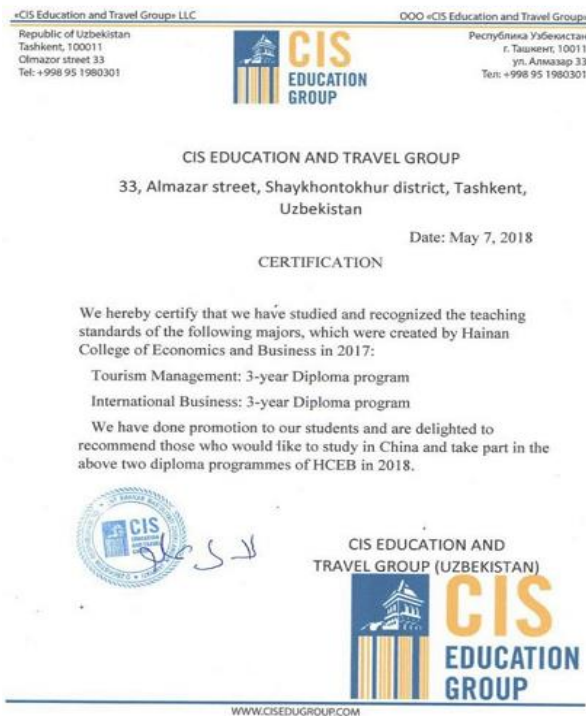 «CIS Education and Travel Group» LLC
Republic of Uzbekistan
Tashkent, 100011
Olmazor street 33
Tel: +998 95 1980301
ООО «CIS Education and Travel Group»
Республика Узбекистан
г. Ташкент, 10011
ул. Алмазар 33
Тел: +998 95 1980301
CIS
EDUCATION
GROUP
CIS EDUCATION AND TRAVEL GROUP
33, Almazar street, Shaykhontokhur district, Tashkent,
Uzbekistan
Date: May 7, 2018
CERTIFICATION
We hereby certify that we have studied and recognized the teaching
standards of the following majors, which were created by Hainan
College of Economics and Business in 2017:
Tourism Management: 3-year Diploma program
International Business: 3-year Diploma program
We have done promotion to our students and are delighted to
recommend those who would like to study in China and take part in the
above two diploma programmes of HCEB in 2018.
CIS
EDUCATION
CIS EDUCATION AND
TRAVEL GROUP (UZBEKISTAN)
CIS
EDUCATION
GROUP
WWW.CISEDUGROUP.COM